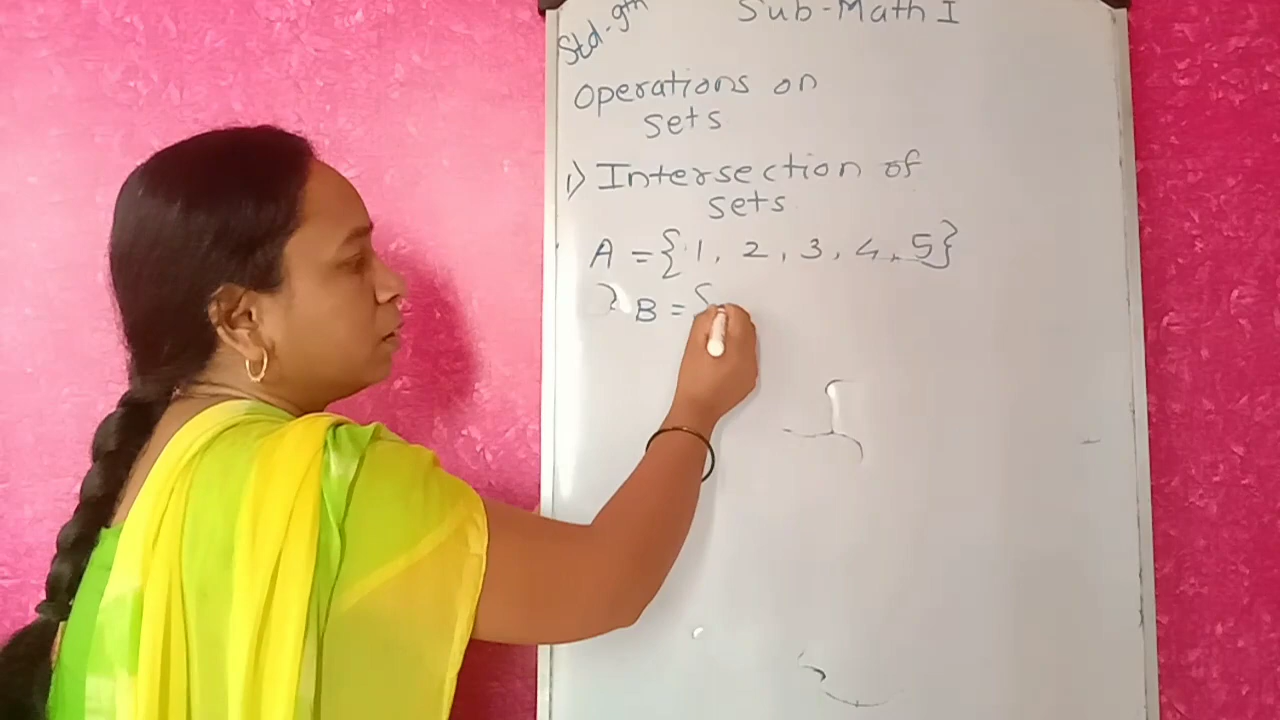 Std-9th Sub-Math I
Operations on
sets
1) Intersection of
sets
A = { 1, 2, 3, 4, 5}
B = {